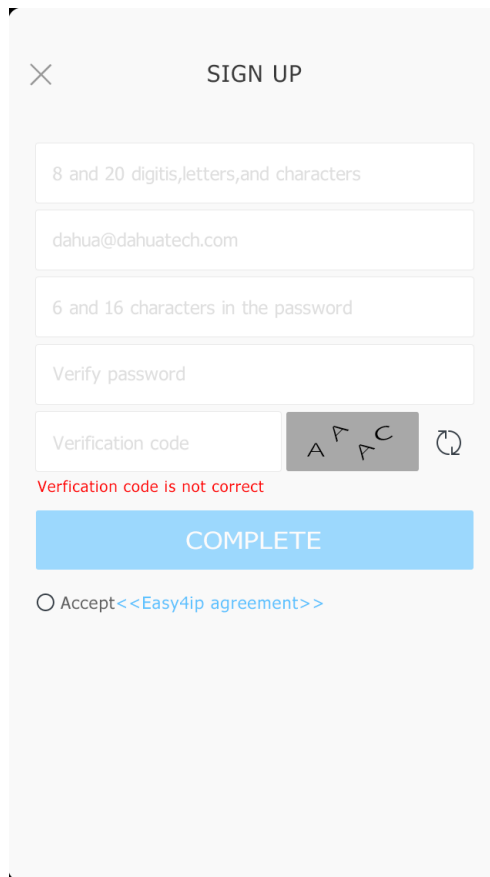 SIGN UP
8 and 20 digitis,letters,and characters
dahua@dahuatech.com
6 and 16 characters in the password
Verify password
Verification code
A A A C
Verfication code is not correct
COMPLETE
Accept<<Easy4ip agreement>>